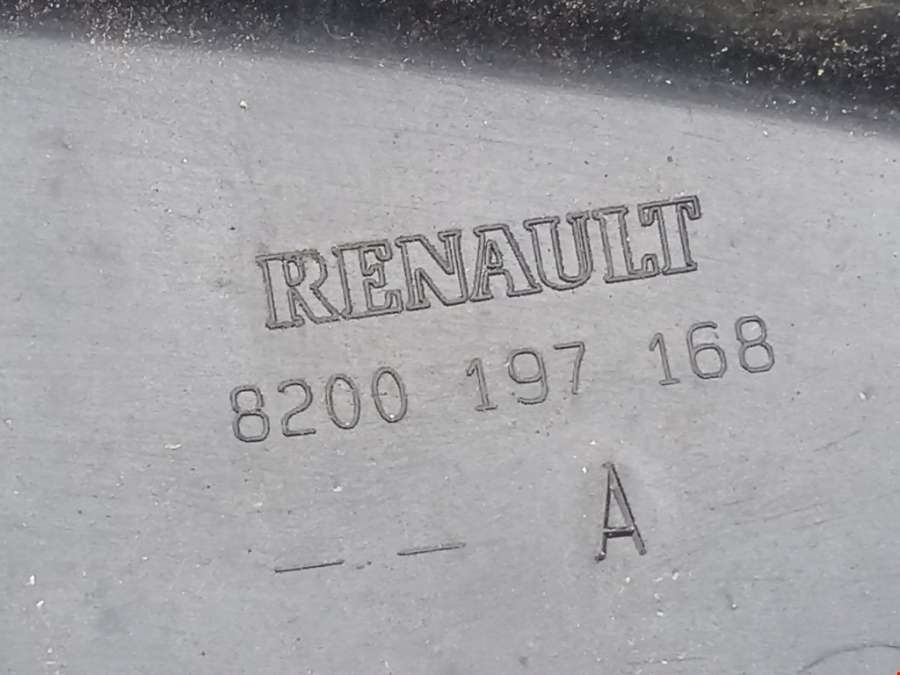 RENAULT
8200 197 168
_ _ A